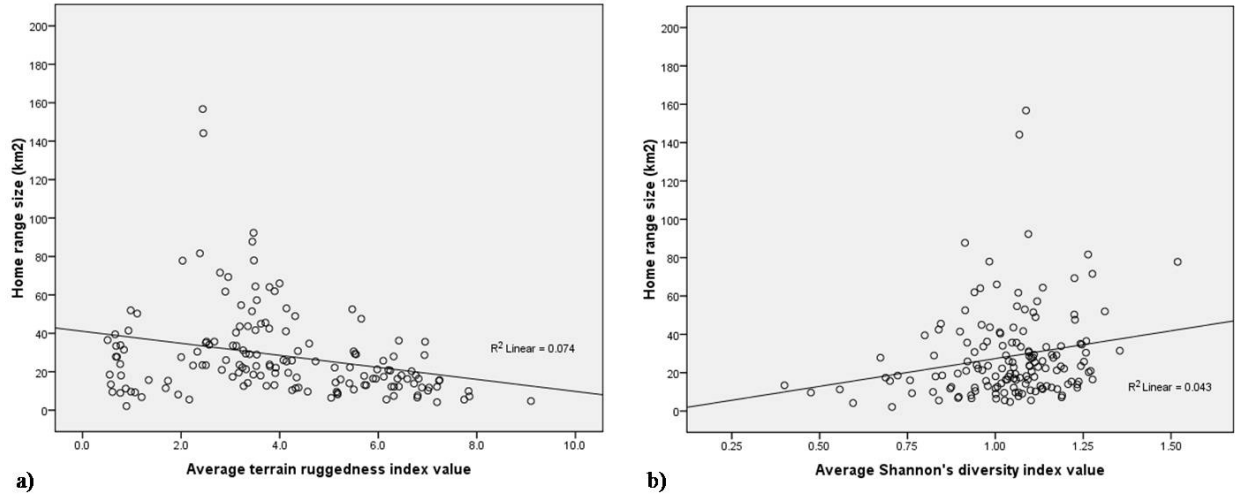 200
180
160
140
120
100
80
60
40
20
0
Home range size (km2)
R2 Linear = 0.074
0.0 2.0 4.0 6.0 8.0 10.0
Average terrain ruggedness index value
a)
200
180
160
140
120
100
80
60
40
20
0
Home range size (km2)
R2 Linear = 0.043
0.25 0.50 0.75 1.00 1.25 1.50
Average Shannon's diversity index value
b)